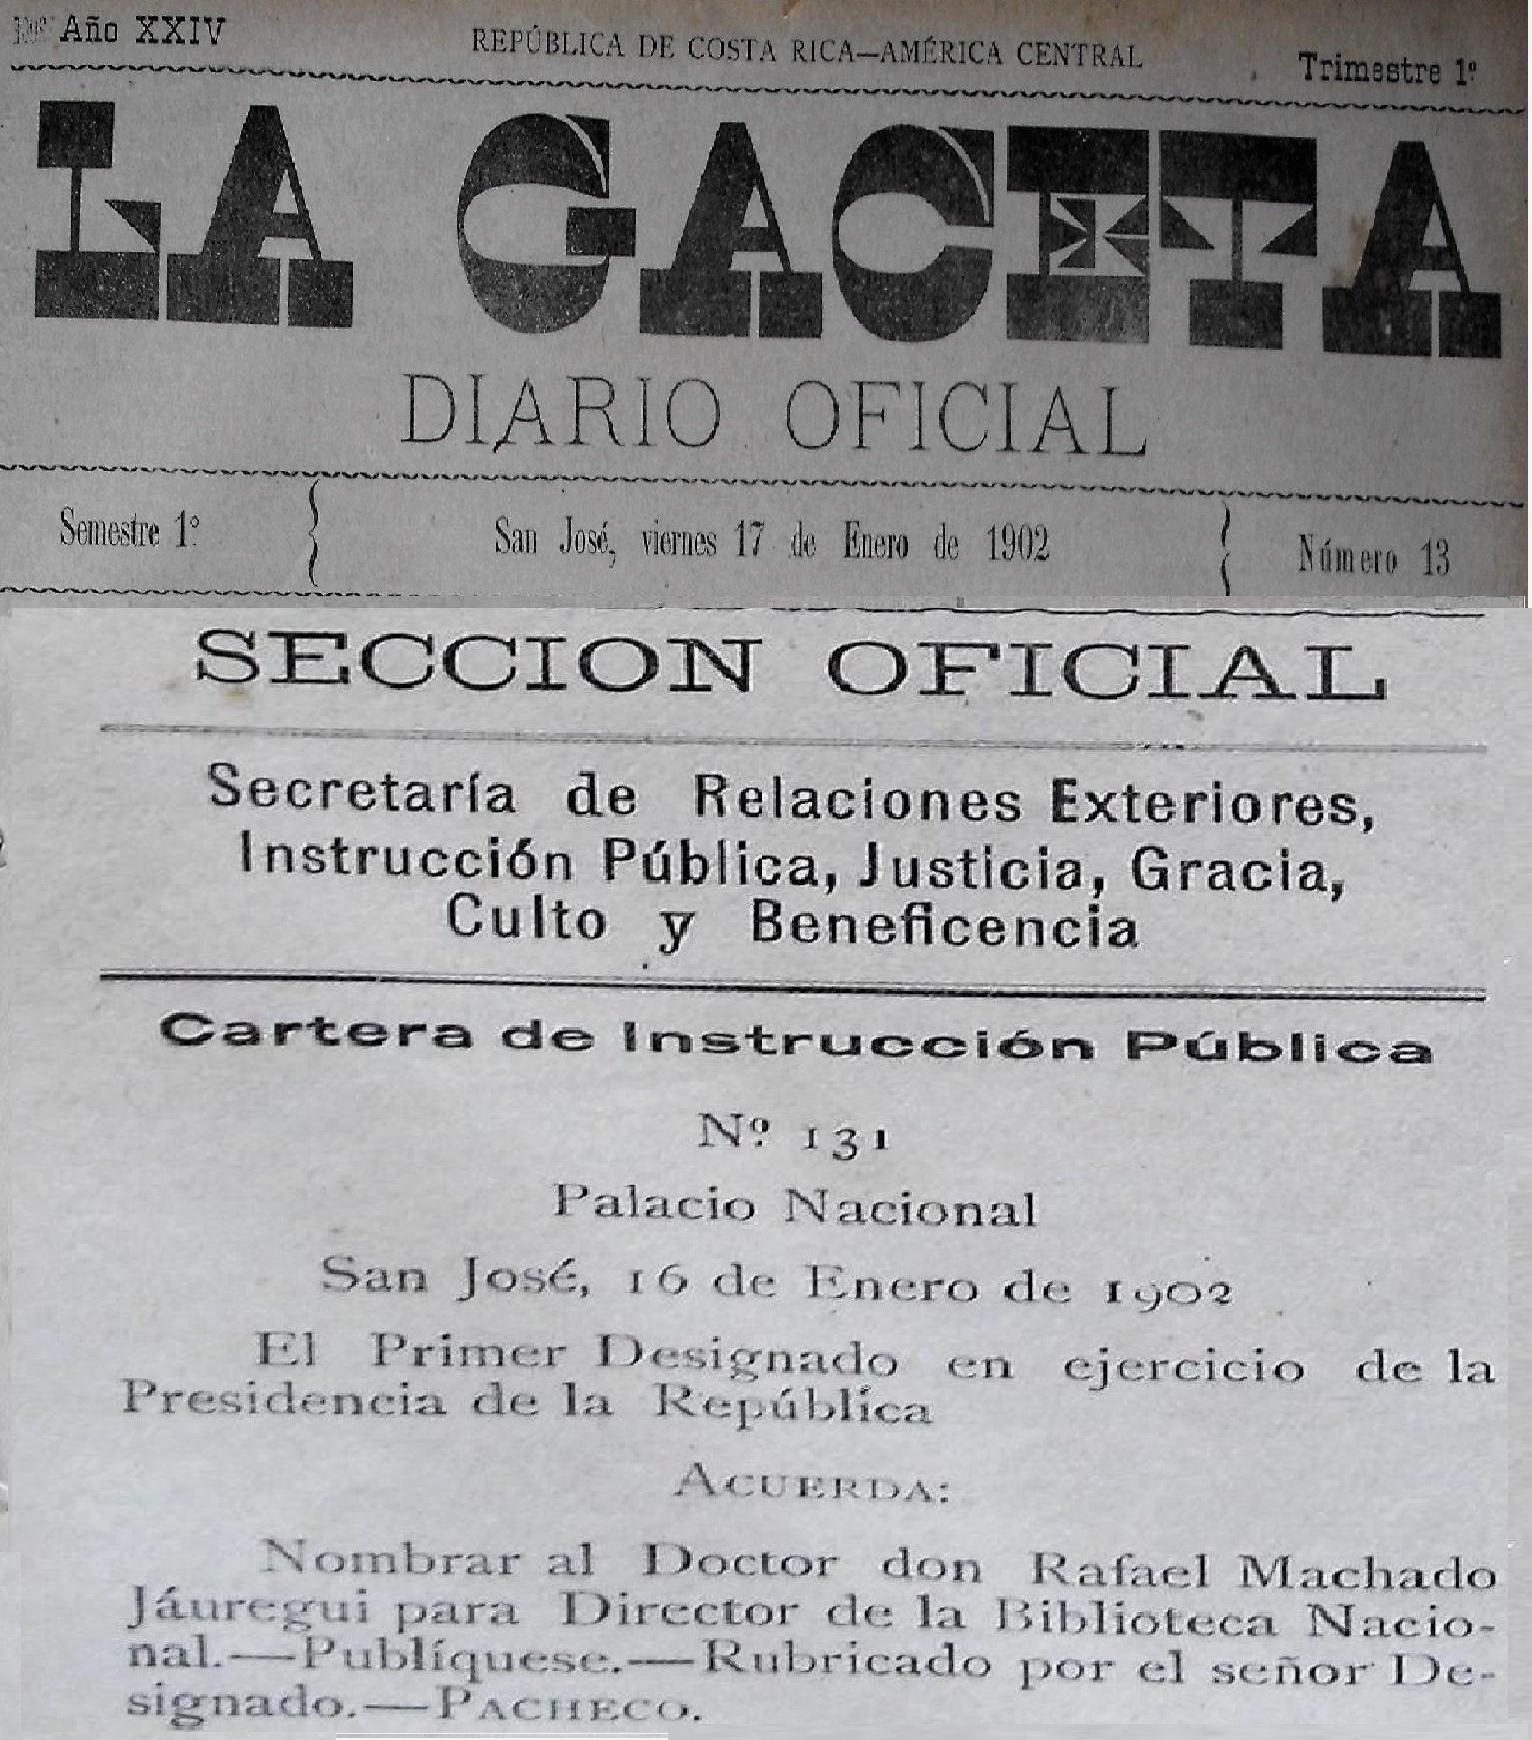 Año XXIV
REPÚBLICA DE COSTA RICA—AMÉRICA CENTRAL
Trimestre 1º
LA GACETA
DIARIO OFICIAL
Semestre 1º
San José, viernes 17 de Enero de 1902
Número 13
SECCION OFICIAL
Secretaría de Relaciones Exteriores,
Instrucción Pública, Justicia, Gracia,
Culto y Beneficencia
Cartera de Instrucción Pública
Nº 131
Palacio Nacional
San José, 16 de Enero de 1902
El Primer Designado en ejercicio de la
Presidencia de la República
ACUERDA:
Nombrar al Doctor don Rafael Machado
Jáuregui para Director de la Biblioteca Nacio-
nal.—Publíquese.—Rubricado por el señor De-
signado.—PACHECO.